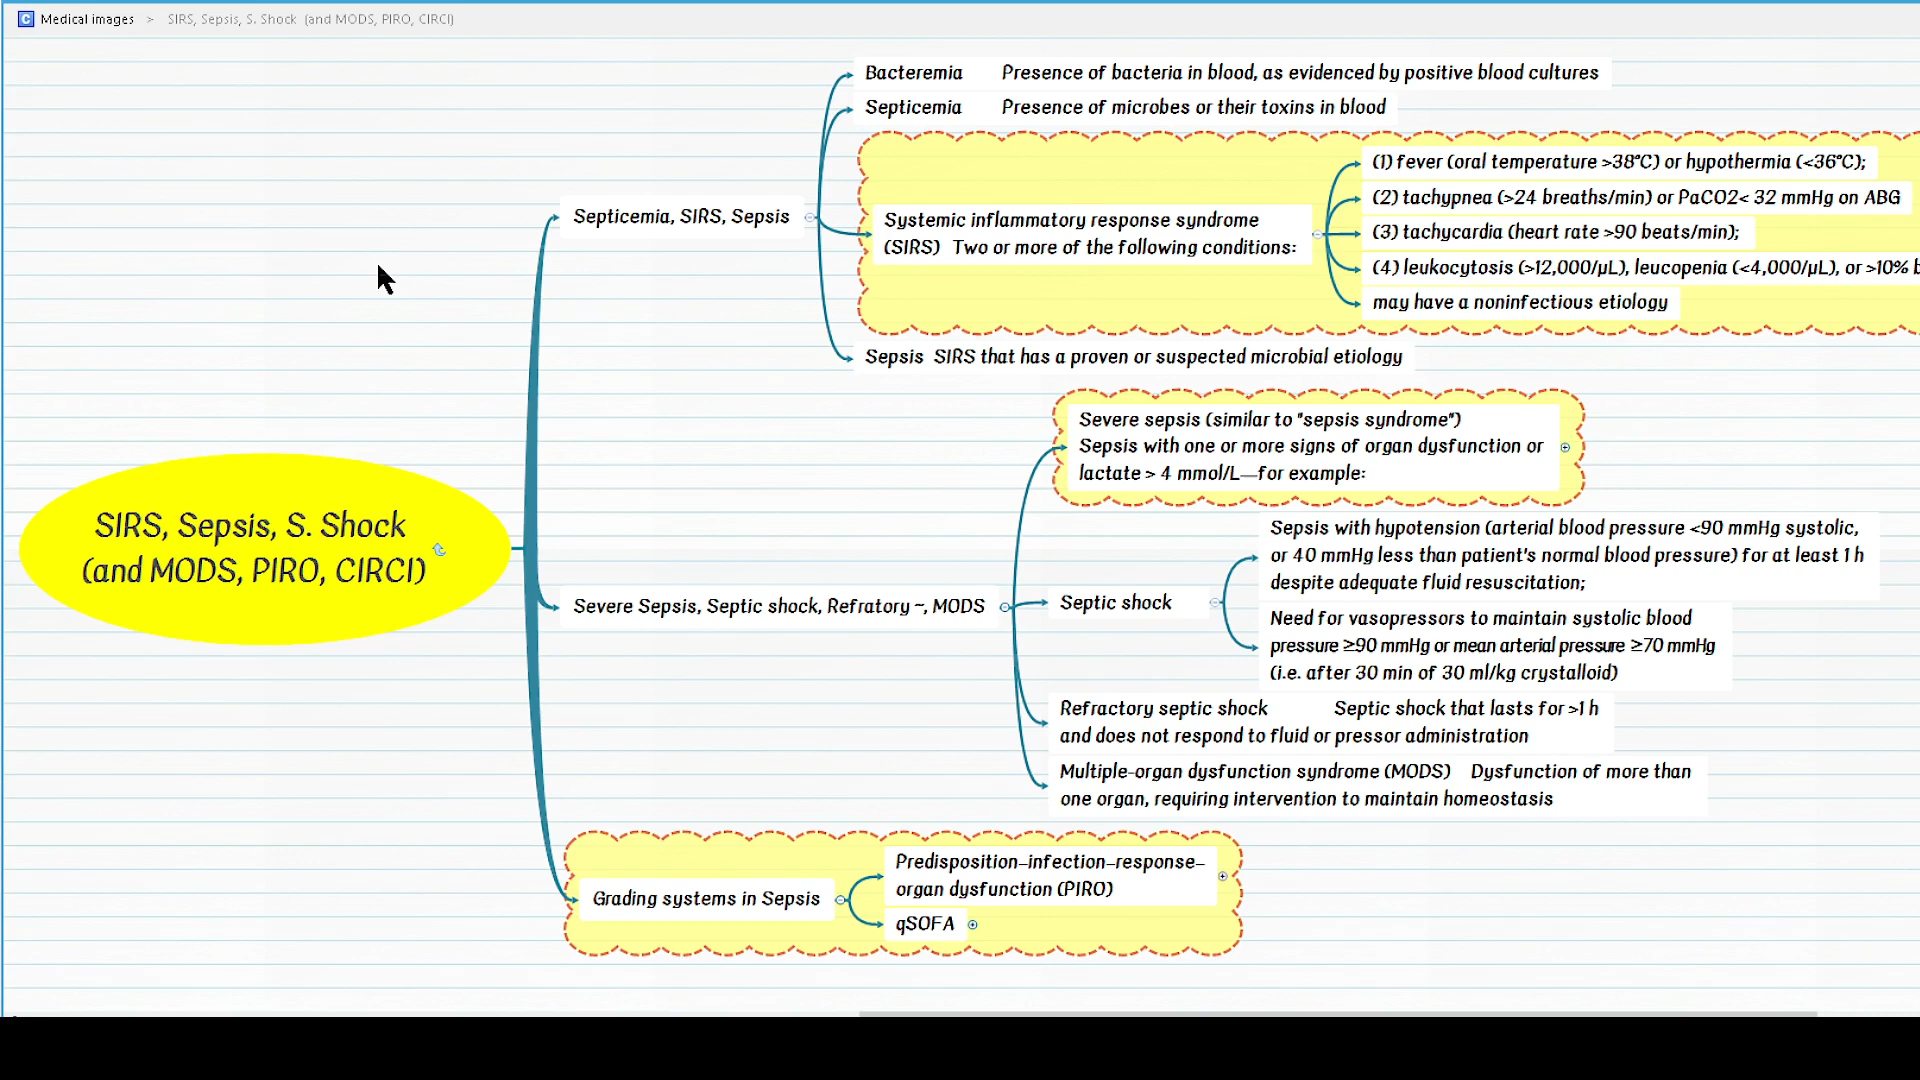 Medical images > SIRS, Sepsis, S. Shock (and MODS, PIRO, CIRCI)
Bacteremia Presence of bacteria in blood, as evidenced by positive blood cultures
Septicemia Presence of microbes or their toxins in blood
Septicemia, SIRS, Sepsis
Systemic inflammatory response syndrome
(SIRS) Two or more of the following conditions:
(1) fever (oral temperature >38°C) or hypothermia (<36°C);
(2) tachypnea (>24 breaths/min) or PaCO2< 32 mmHg on ABG
(3) tachycardia (heart rate >90 beats/min);
(4) leukocytosis (>12,000/µL), leucopenia (<4,000/µL), or >10%
may have a noninfectious etiology
Sepsis SIRS that has a proven or suspected microbial etiology
SIRS, Sepsis, S. Shock
(and MODS, PIRO, CIRCI)
Severe Sepsis, Septic shock, Refratory ~, MODS
Severe sepsis (similar to "sepsis syndrome")
Sepsis with one or more signs of organ dysfunction or
lactate > 4 mmol/L—for example:
Septic shock
Sepsis with hypotension (arterial blood pressure <90 mmHg systolic,
or 40 mmHg less than patient's normal blood pressure) for at least 1 h
despite adequate fluid resuscitation;
Need for vasopressors to maintain systolic blood
pressure ≥90 mmHg or mean arterial pressure ≥70 mmHg
(i.e. after 30 min of 30 ml/kg crystalloid)
Refractory septic shock Septic shock that lasts for >1 h
and does not respond to fluid or pressor administration
Multiple-organ dysfunction syndrome (MODS) Dysfunction of more than
one organ, requiring intervention to maintain homeostasis
Grading systems in Sepsis
Predisposition–infection–response–
organ dysfunction (PIRO)
qSOFA